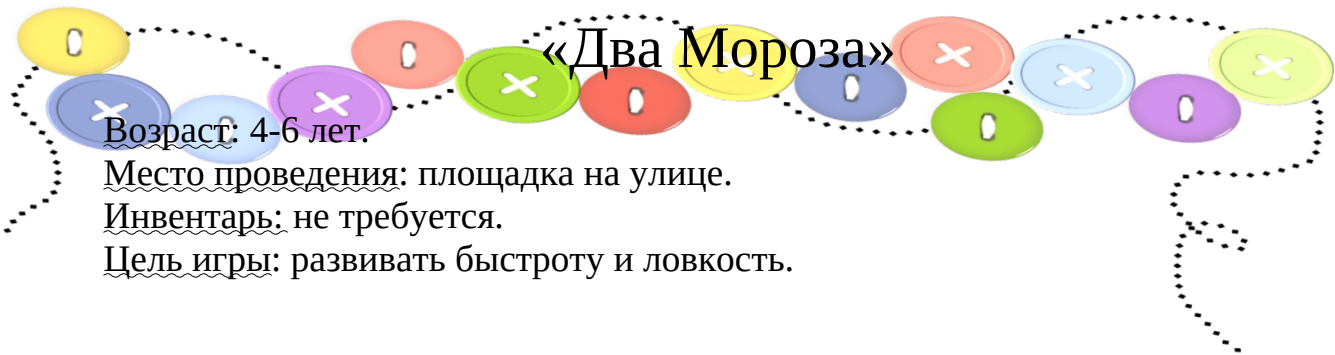 «Два Мороза»
Возраст: 4-6 лет.
Место проведения: площадка на улице.
Инвентарь: не требуется.
Цель игры: развивать быстроту и ловкость.